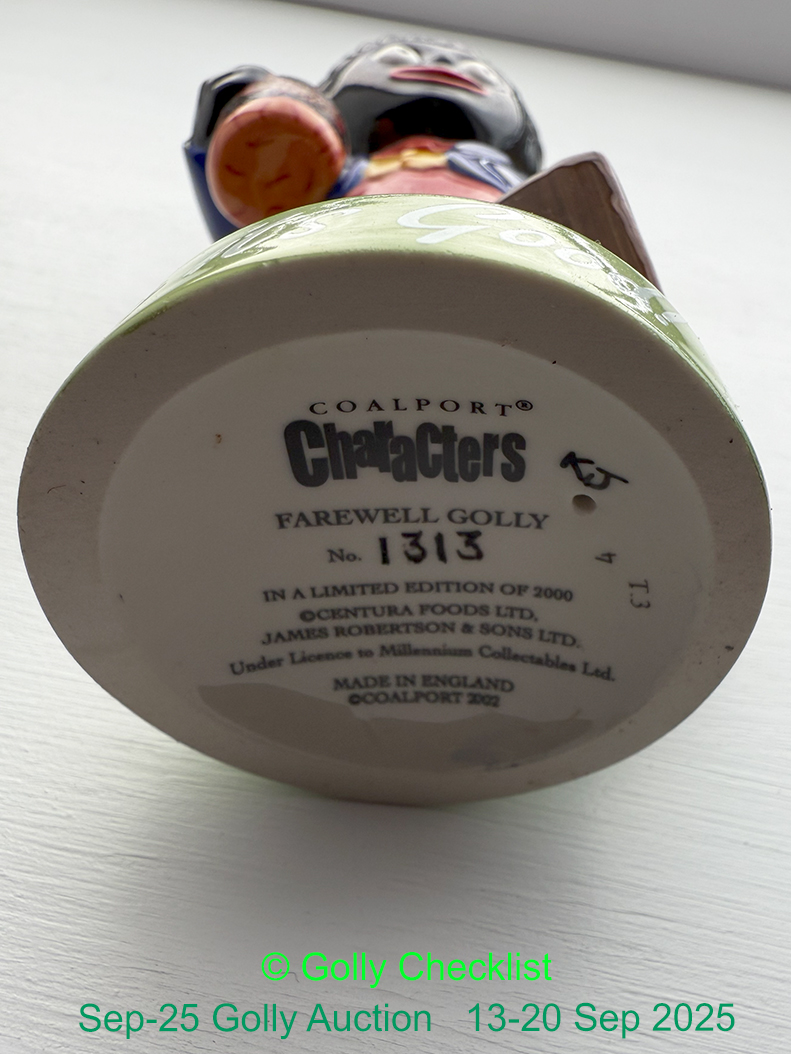 COALPORT®
Characters
FAREWELL GOLLY
No. 1313
IN A LIMITED EDITION OF 2000
©CENTURA FOODS LTD,
JAMES ROBERTSON & SONS LTD.
Under Licence to Millennium Collectables Ltd.
MADE IN ENGLAND
©COALPORT 2002
4
T.3
© Golly Checklist
Sep-25 Golly Auction 13-20 Sep 2025